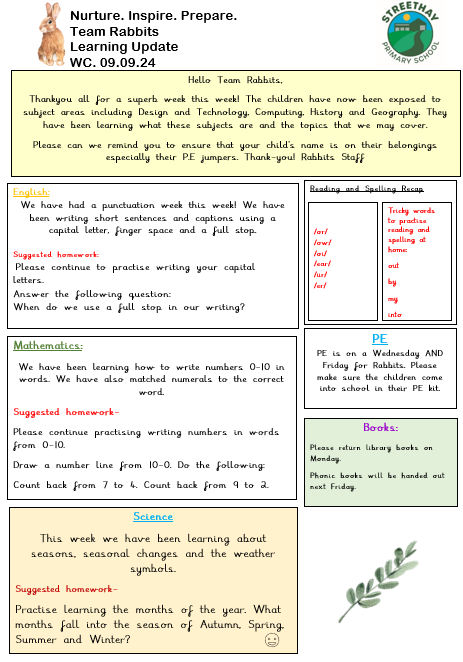 Nurture. Inspire. Prepare.
Team Rabbits
Learning Update
WC. 09.09.24
STREETHAY
PRIMARY SCHOOL
Hello Team Rabbits,
Thankyou all for a superb week this week! The children have now been exposed to
subject areas including Design and Technology, Computing, History and Geography. They
have been learning what these subjects are and the topics that we may cover.
Please can we remind you to ensure that your child's name is on their belongings
especially their P.E jumpers. Thank-you! Rabbits Staff
English:
We have had a punctuation week this week! We have
been writing short sentences and captions using a
capital letter, finger space and a full stop.
Suggested homework:
Please continue to practise writing your capital
letters.
Answer the following question:
When do we use a full stop in our writing?
Reading and Spelling Recap
/or/
/ow/
/oi/
/ear/
/ur/
/er/
Tricky words
to practise
reading and
spelling at
home:
out
by
my
into
Mathematics:
We have been learning how to write numbers 0-10 in
words. We have also matched numerals to the correct
word.
Suggested homework-
Please continue practising writing numbers in words
from 0-10.
Draw a number line from 10-0. Do the following:
Count back from 7 to 4. Count back from 9 to 2.
PE
PE is on a Wednesday AND
Friday for Rabbits. Please
make sure the children come
into school in their PE kit.
Books:
Please return library books on
Monday.
Phonic books will be handed out
next Friday.
Science
This week we have been learning about
seasons, seasonal changes and the weather
symbols.
Suggested homework-
Practise learning the months of the year. What
months fall into the season of Autumn, Spring,
Summer and Winter?